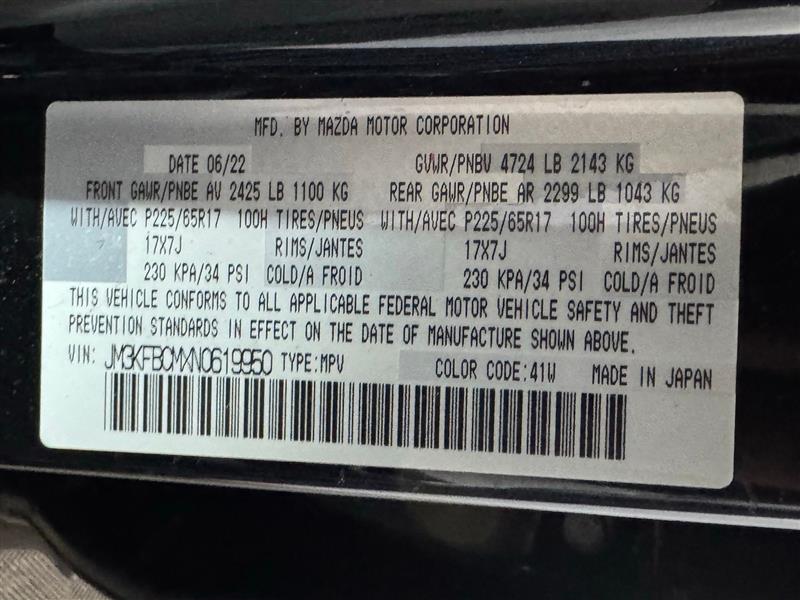 MFD. BY MAZDA MOTOR CORPORATION
DATE 06/22 GVWR/PNBV 4724 LB 2143 KG
FRONT GAWR/PNBE AV 2425 LB 1100 KG REAR GAWR/PNBE AR 2299 LB 1043 KG
WITH/AVEC P225/65R17 100H TIRES/PNEUS WITH/AVEC P225/65R17 100H TIRES/PNEUS
17X7J RIMS/JANTES 17X7J RIMS/JANTES
230 KPA/34 PSI COLD/A FROID 230 KPA/34 PSI COLD/A FROID
THIS VEHICLE CONFORMS TO ALL APPLICABLE FEDERAL MOTOR VEHICLE SAFETY AND THEFT
PREVENTION STANDARDS IN EFFECT ON THE DATE OF MANUFACTURE SHOWN ABOVE.
VIN: JM3KFBCMXN0619950 TYPE:MPV COLOR CODE:41W MADE IN JAPAN